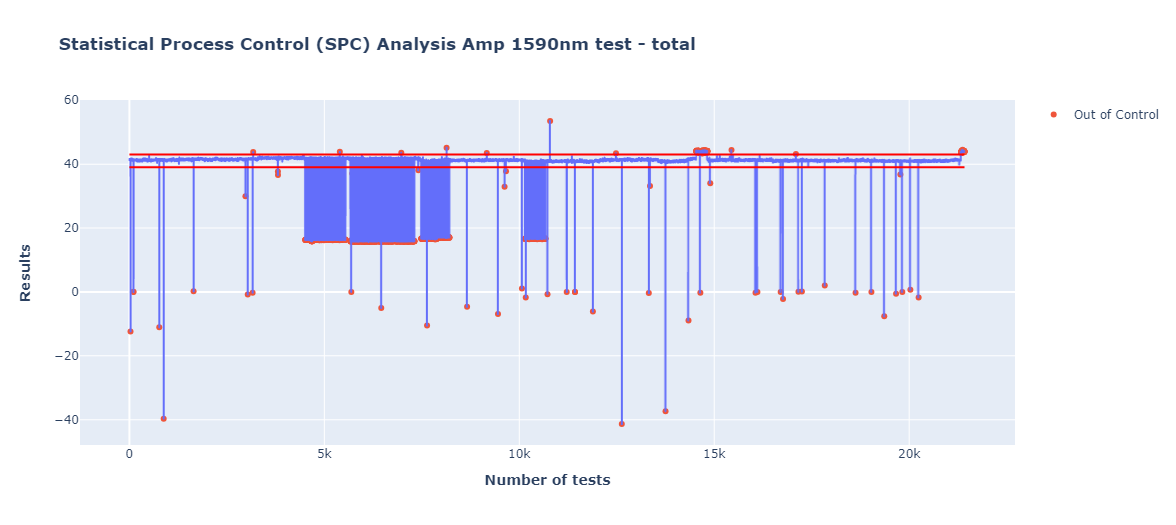 Statistical Process Control (SPC) Analysis Amp 1590nm test - total
Out of Control
60
40
20
0
−20
−40
Results
0
5k
10k
15k
20k
Number of tests